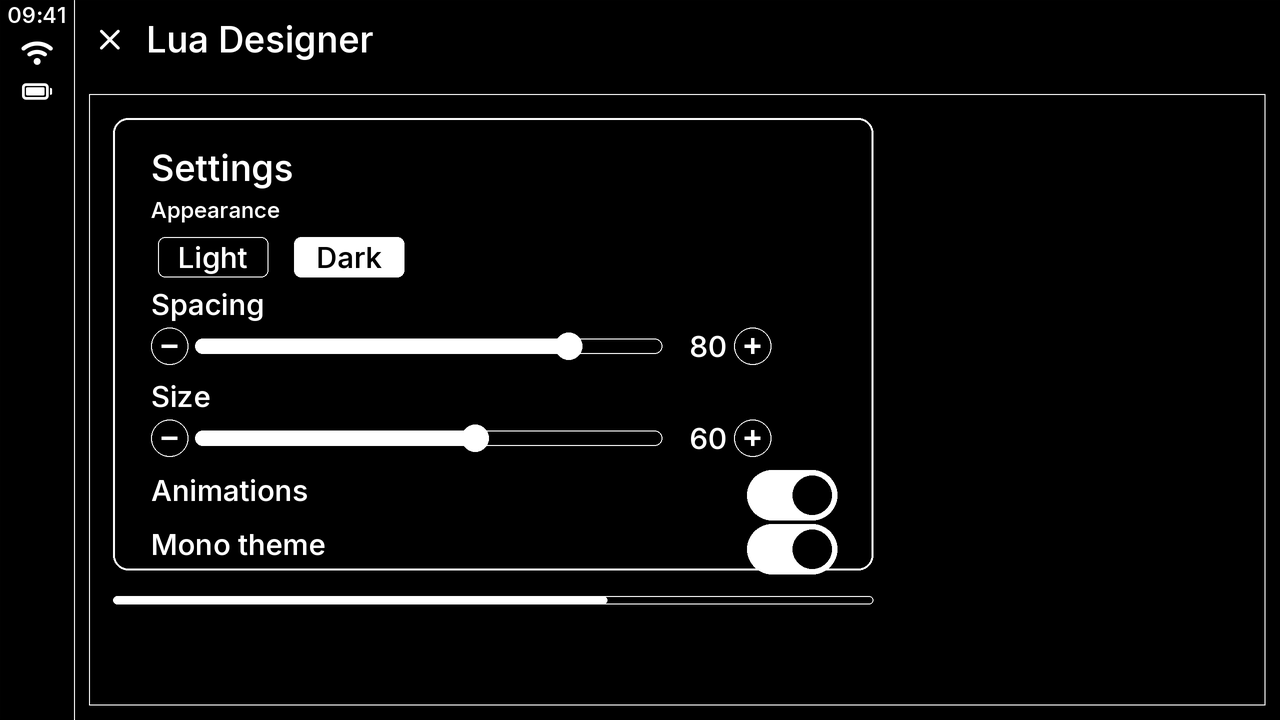 09:41
Lua Designer
Settings
Appearance
Light Dark
Spacing
80
Size
60
Animations
Mono theme